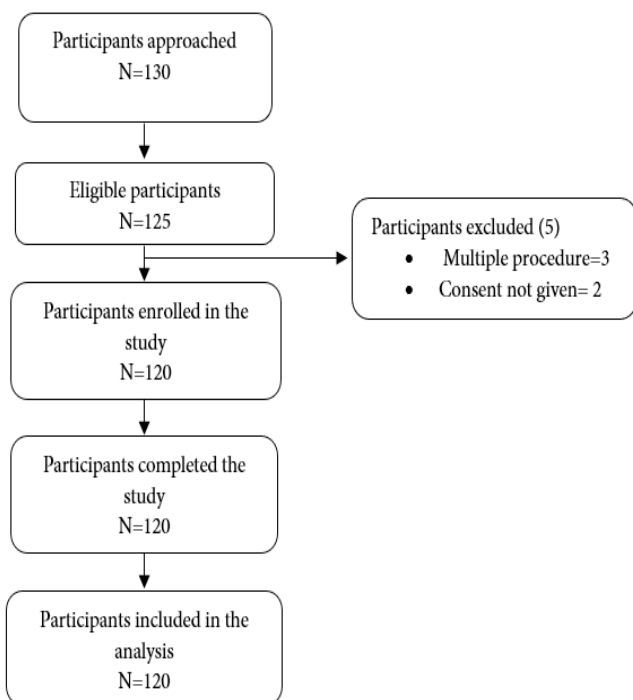 Participants approached
N=130
Eligible participants
N=125
Participants excluded (5)
• Multiple procedure=3
• Consent not given= 2
Participants enrolled in the
study
N=120
Participants completed the
study
N=120
Participants included in the
analysis
N=120